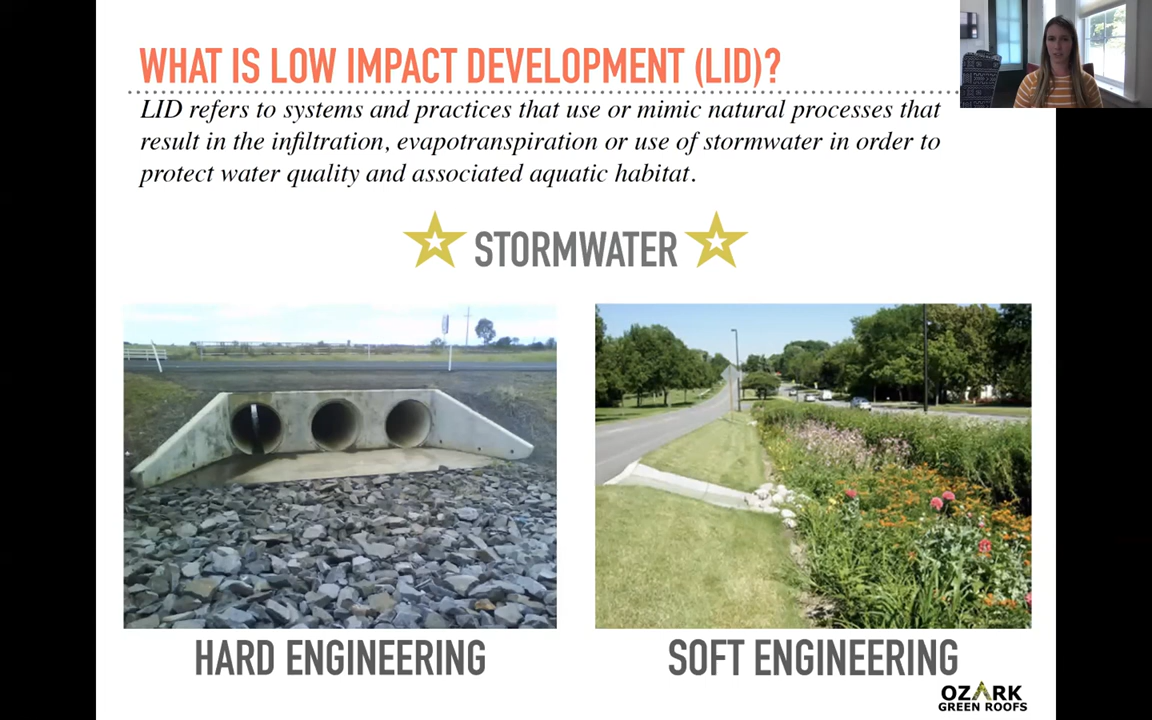 WHAT IS LOW IMPACT DEVELOPMENT (LID)?
LID refers to systems and practices that use or mimic natural processes that
result in the infiltration, evapotranspiration or use of stormwater in order to
protect water quality and associated aquatic habitat.
STORMWATER
HARD ENGINEERING
SOFT ENGINEERING
OZARK
GREEN ROOFS